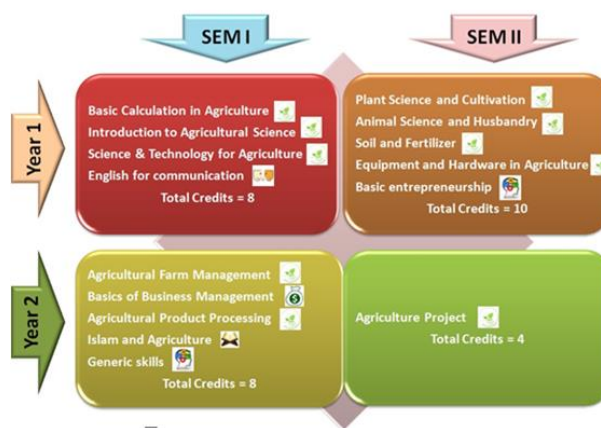 SEM I
SEM II
Year 1
Basic Calculation in Agriculture
Introduction to Agricultural Science
Science & Technology for Agriculture
English for communication
Total Credits = 8
Plant Science and Cultivation
Animal Science and Husbandry
Soil and Fertilizer
Equipment and Hardware in Agriculture
Basic entrepreneurship
Total Credits = 10
Year 2
Agricultural Farm Management
Basics of Business Management
Agricultural Product Processing
Islam and Agriculture
Generic skills
Total Credits = 8
Agriculture Project
Total Credits = 4